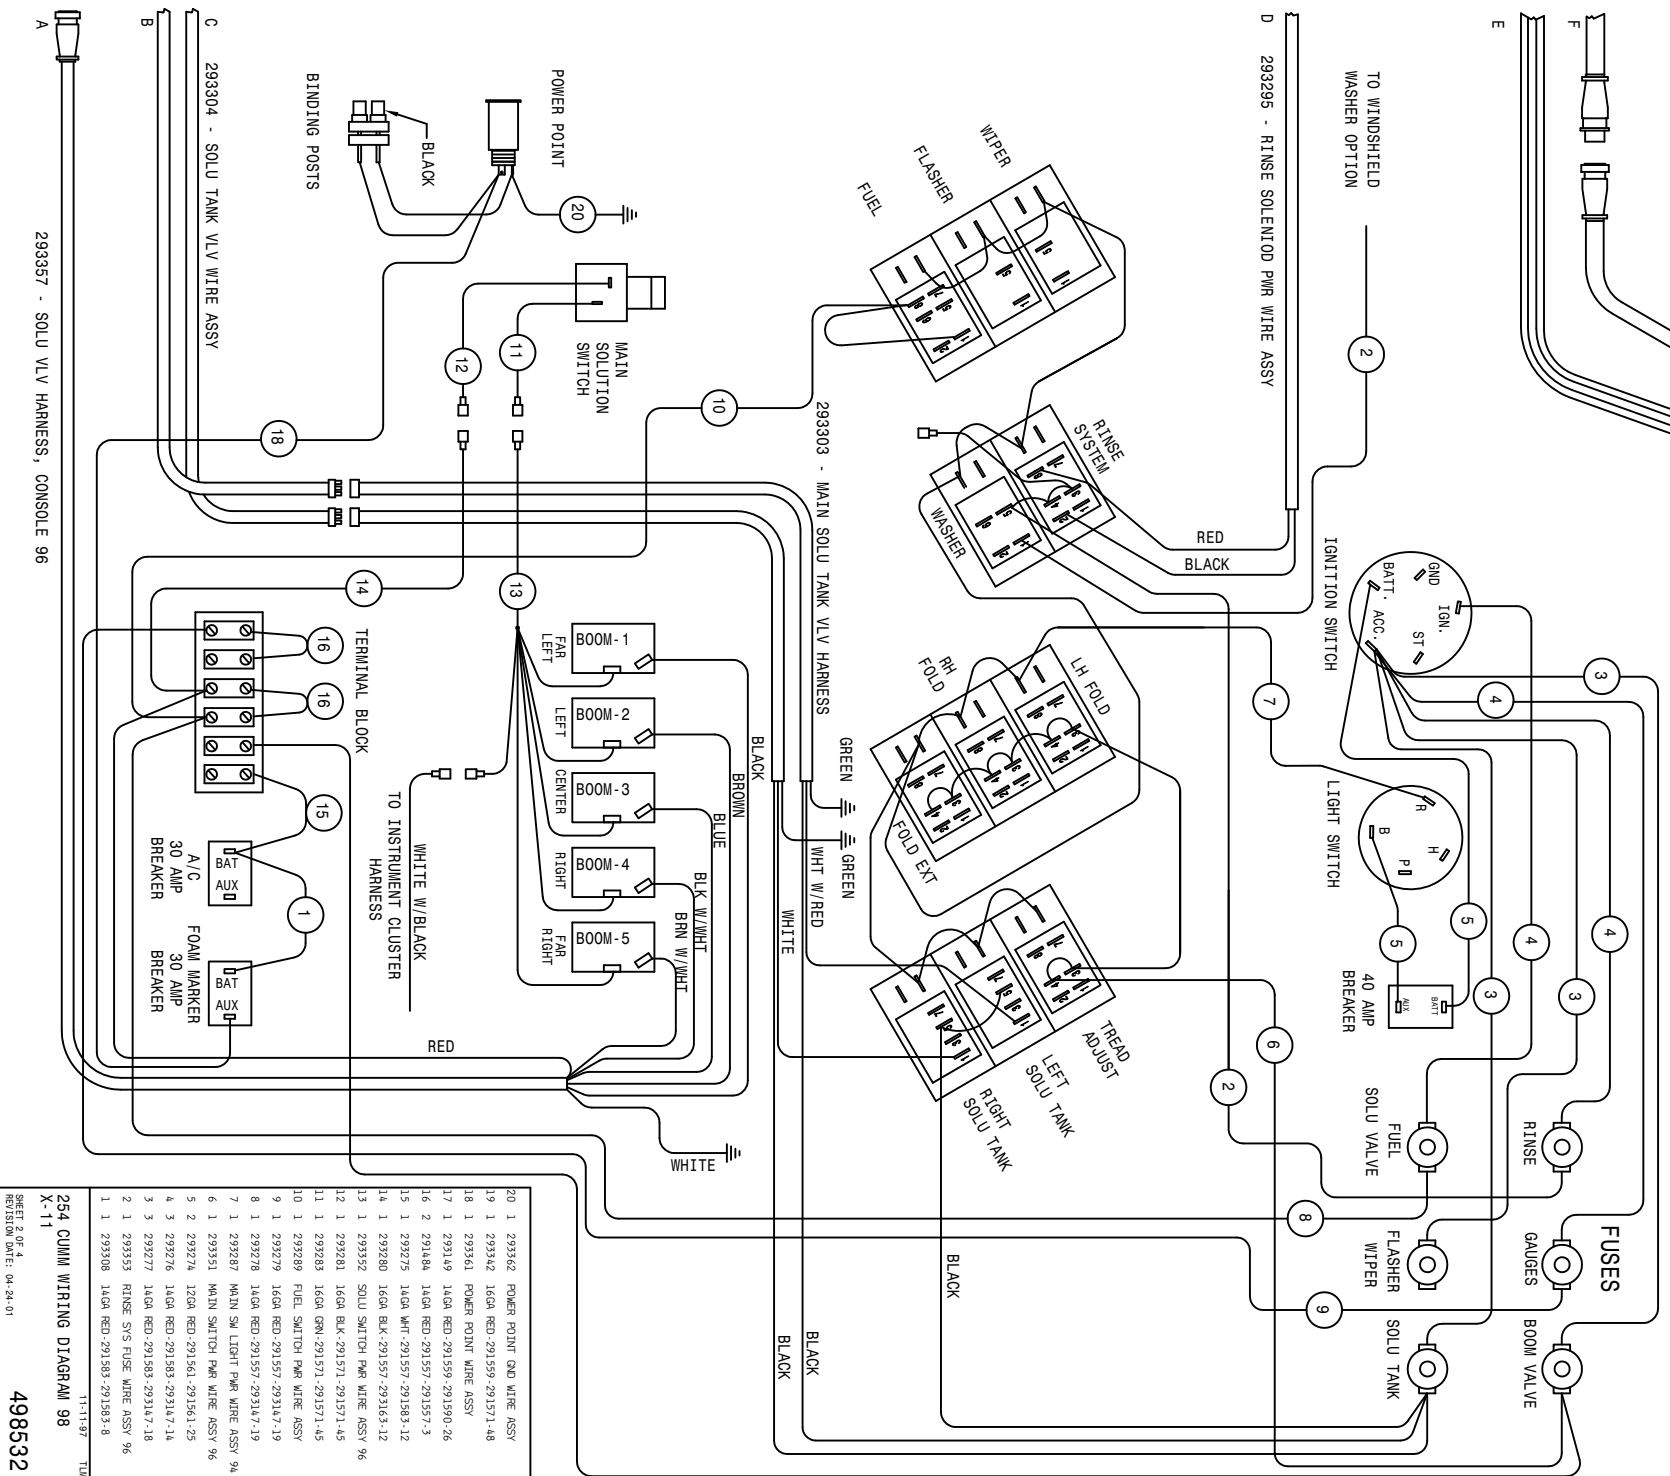 A
B
C
293304 - SOLU TANK VLV WIRE ASSY
293357 - SOLU VLV HARNESS, CONSOLE 96
D
293295 - RINSE SOLENIOD PWR WIRE ASSY
E
F
TO WINDSHIELD
WASHER OPTION
2
POWER POINT
BLACK
BINDING POSTS
20
MAIN
SOLUTION
SWITCH
11
12
10
18
14
13
293303 - MAIN SOLU TANK VLV HARNESS
WIPER
FLASHER
FUEL
RINSE
SYSTEM
WASHER
RED
BLACK
IGNITION SWITCH
BATT.
GND
IGN.
ACC.
ST
3
4
4
3
4
3
5
5
7
LIGHT SWITCH
R
B
H
P
40 AMP
BREAKER
BATT
AUX
LH FOLD
RH
FOLD
FOLD EXT
TREAD
ADJUST
LEFT
SOLU TANK
RIGHT
SOLU TANK
6
2
TERMINAL BLOCK
16
16
15
1
BOOM-1
FAR
LEFT
BOOM-2
LEFT
BOOM-3
CENTER
BOOM-4
RIGHT
BOOM-5
FAR
RIGHT
BLACK
BROWN
BLUE
BLK W/WHT
BRN W/WHT
GREEN
GREEN
WHT W/RED
WHITE
WHITE W/BLACK
TO INSTRUMENT CLUSTER
HARNESS
A/C
30 AMP
BREAKER
BAT
AUX
FOAM MARKER
30 AMP
BREAKER
BAT
AUX
RED
WHITE
8
9
BLACK
BLACK
BLACK
FUSES
RINSE
FUEL
SOLU VALVE
GAUGES
FLASHER
WIPER
BOOM VALVE
SOLU TANK
20 1 293362 POWER POINT GND WIRE ASSY
19 1 293342 16GA RED-291559-291571-48
18 1 293361 POWER POINT WIRE ASSY
17 1 293149 14GA RED-291559-291590-26
16 2 291484 14GA RED-291557-291557-3
15 1 293275 14GA WHT-291557-291583-12
14 1 293280 16GA BLK-291557-293163-12
13 1 293352 SOLU SWITCH PWR WIRE ASSY 96
12 1 293281 16GA BLK-291571-291571-45
11 1 293283 16GA GRN-291571-291571-45
10 1 293289 FUEL SWITCH PWR WIRE ASSY
9 1 293279 16GA RED-291557-293147-19
8 1 293278 14GA RED-291557-293147-19
7 1 293287 MAIN SW LIGHT PWR WIRE ASSY 94
6 1 293351 MAIN SWITCH PWR WIRE ASSY 96
5 2 293274 12GA RED-291561-291561-25
4 3 293276 14GA RED-291583-293147-14
3 3 293277 14GA RED-291583-293147-18
2 1 293353 RINSE SYS FUSE WIRE ASSY 96
1 1 293308 14GA RED-291583-291583-8
11-11-97
254 CUMM WIRING DIAGRAM 98
X-11
SHEET 2 OF 4
REVISION DATE: 04-24-01
498532